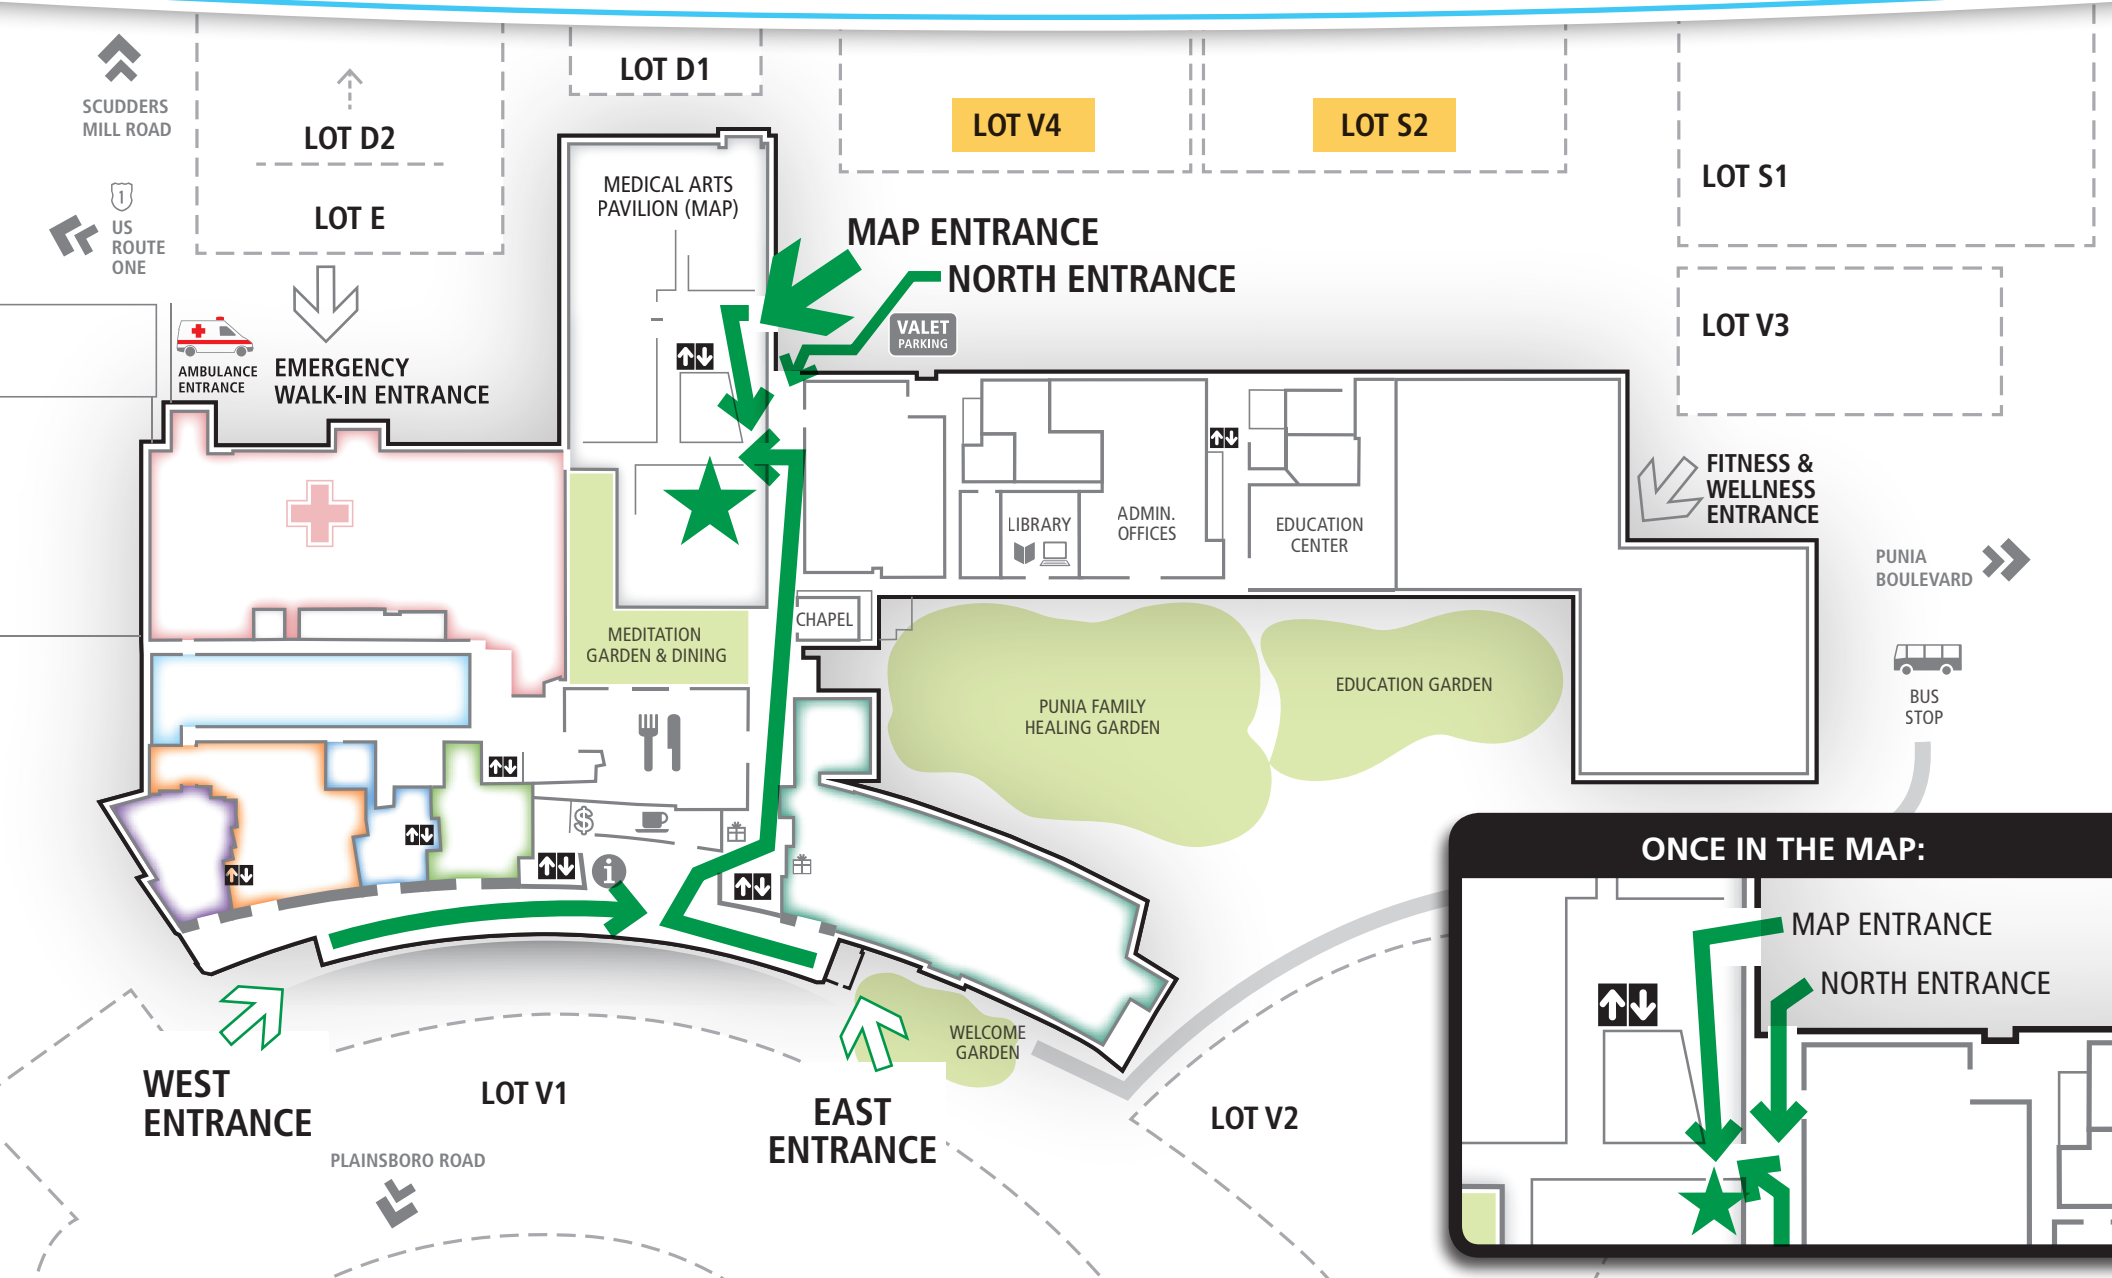 SCUDDERS
MILL ROAD
LOT D2
LOT E
LOT D1
LOT V4
LOT S2
LOT S1
LOT V3
1
US
ROUTE
ONE
MEDICAL ARTS
PAVILION (MAP)
MAP ENTRANCE
NORTH ENTRANCE
VALET
PARKING
AMBULANCE
ENTRANCE
EMERGENCY
WALK-IN ENTRANCE
LIBRARY
ADMIN.
OFFICES
EDUCATION
CENTER
FITNESS &
WELLNESS
ENTRANCE
PUNIA
BOULEVARD
CHAPEL
MEDITATION
GARDEN & DINING
PUNIA FAMILY
HEALING GARDEN
EDUCATION GARDEN
BUS
STOP
$
i
WELCOME
GARDEN
WEST
ENTRANCE
LOT V1
EAST
ENTRANCE
LOT V2
PLAINSBORO ROAD
ONCE IN THE MAP:
MAP ENTRANCE
NORTH ENTRANCE